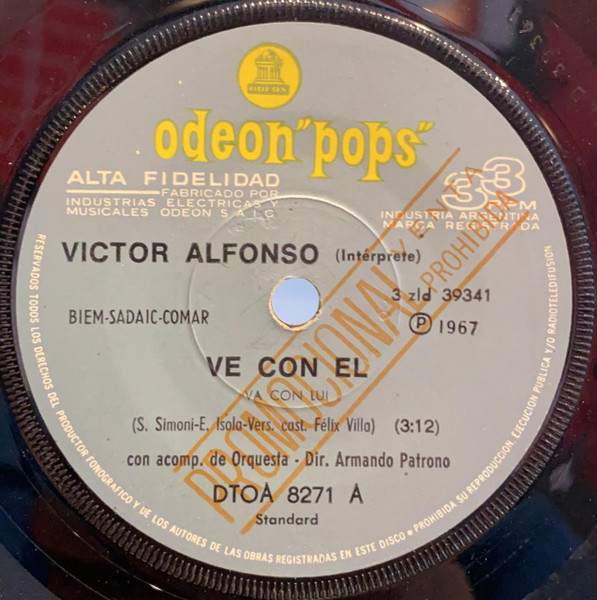 ODEON
odeon "pops"
ALTA FIDELIDAD
FABRICADO POR
INDUSTRIAS ELECTRICAS Y
MUSICALES ODEON S.A.I.C.
33 RPM
INDUSTRIA ARGENTINA
MARCA REGISTRADA
VICTOR ALFONSO (Intérprete)
3 zld 39341
BIEM-SADAIC-COMAR
Ⓟ 1967
VE CON EL
VA CON LUI
(S. Simoni-E. Isola-Vers. cast. Félix Villa) (3:12)
con acomp. de Orquesta - Dir. Armando Patrono
DTOA 8271 A
Standard
PROMOCIONAL Y VENTA PROHIBIDA
RESERVADOS TODOS LOS DERECHOS DEL PRODUCTOR FONOGRAFICO Y DE LOS AUTORES DE LAS OBRAS REGISTRADAS EN ESTE DISCO • PROHIBIDA SU REPRODUCCION, EJECUCION PUBLICA Y/O RADIOTELEDIFUSION